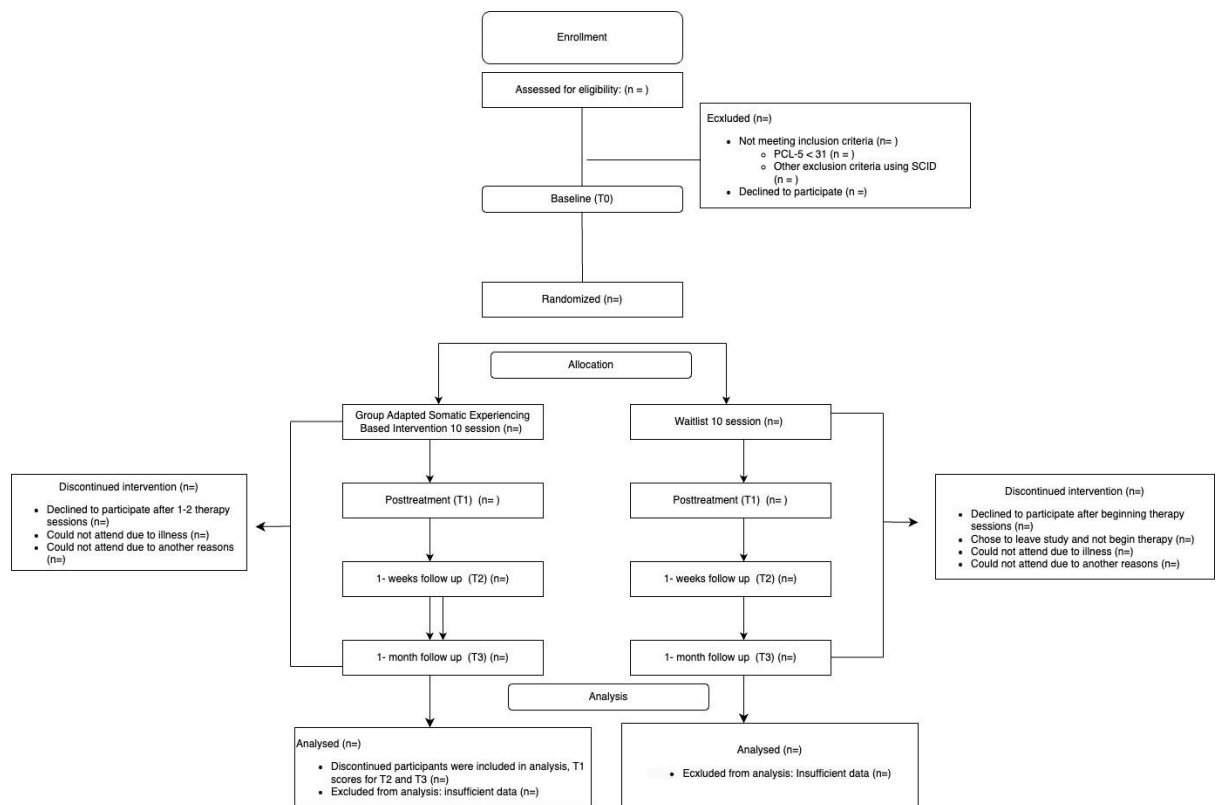 Enrollment
Assessed for eligibility: (n = )
Ecxluded (n=)
• Not meeting inclusion criteria (n= )
○ PCL-5 < 31 (n = )
○ Other exclusion criteria using SCID
(n = )
• Declined to participate (n =)
Baseline (T0)
Randomized (n=)
Allocation
Group Adapted Somatic Experiencing
Based Intervention 10 session (n=)
Waitlist 10 session (n=)
Discontinued intervention (n=)
• Declined to participate after 1-2 therapy
sessions (n=)
• Could not attend due to illness (n=)
• Could not attend due to another reasons
(n=)
Posttreatment (T1) (n= )
Posttreatment (T1) (n= )
Discontinued intervention (n=)
• Declined to participate after beginning therapy
sessions (n=)
• Chose to leave study and not begin therapy (n=)
• Could not attend due to illness (n=)
• Could not attend due to another reasons (n=)
1- weeks follow up (T2) (n=)
1- weeks follow up (T2) (n=)
1- month follow up (T3) (n=)
1- month follow up (T3) (n=)
Analysis
Analysed (n=)
• Discontinued participants were included in analysis, T1
scores for T2 and T3 (n=)
• Excluded from analysis: insufficient data (n=)
Analysed (n=)
• Ecxluded from analysis: Insufficient data (n=)